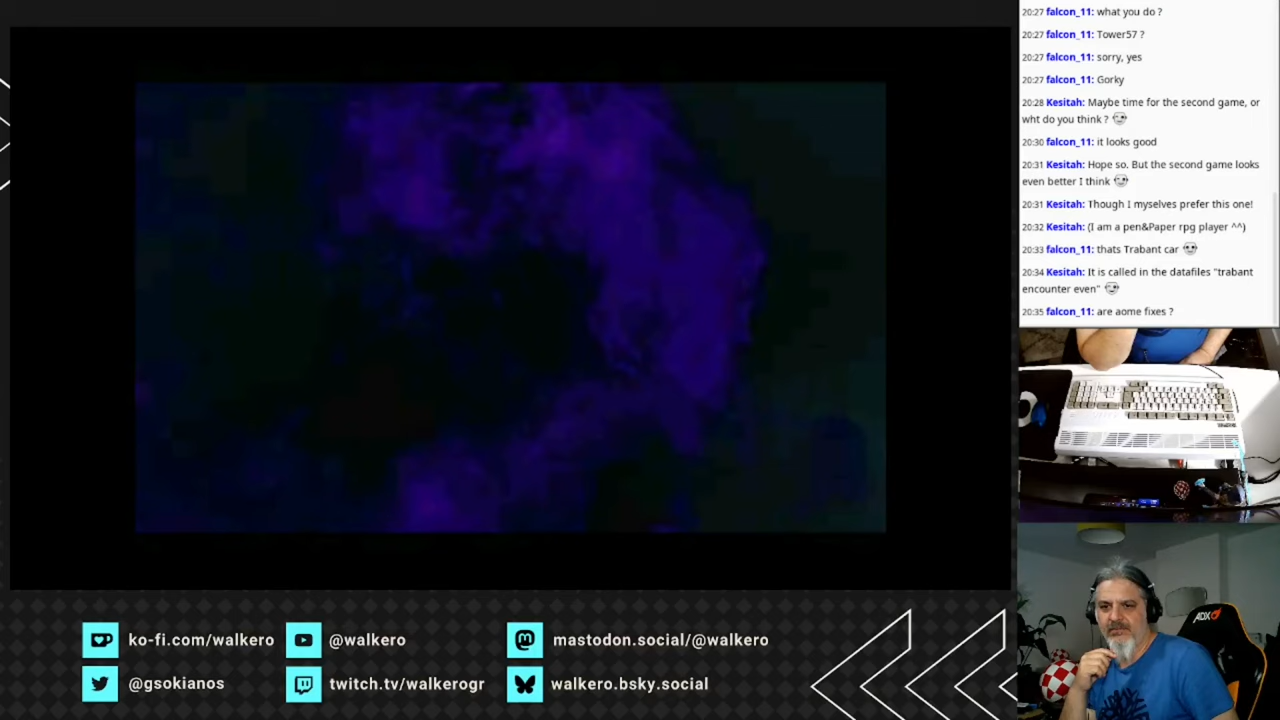 20:27 falcon_11: what you do ?
20:27 falcon_11: Tower57 ?
20:27 falcon_11: sorry, yes
20:27 falcon_11: Gorky
20:28 Kesitah: Maybe time for the second game, or
wht do you think ?
20:30 falcon_11: it looks good
20:31 Kesitah: Hope so. But the second game looks
even better I think
20:31 Kesitah: Though I myselves prefer this one!
20:32 Kesitah: (I am a pen&Paper rpg player ^^)
20:33 falcon_11: thats Trabant car
20:34 Kesitah: It is called in the datafiles "trabant
encounter even"
20:35 falcon_11: are aome fixes ?
ADX
ko-fi.com/walkero
@walkero
mastodon.social/@walkero
@gsokianos
twitch.tv/walkerogr
walkero.bsky.social